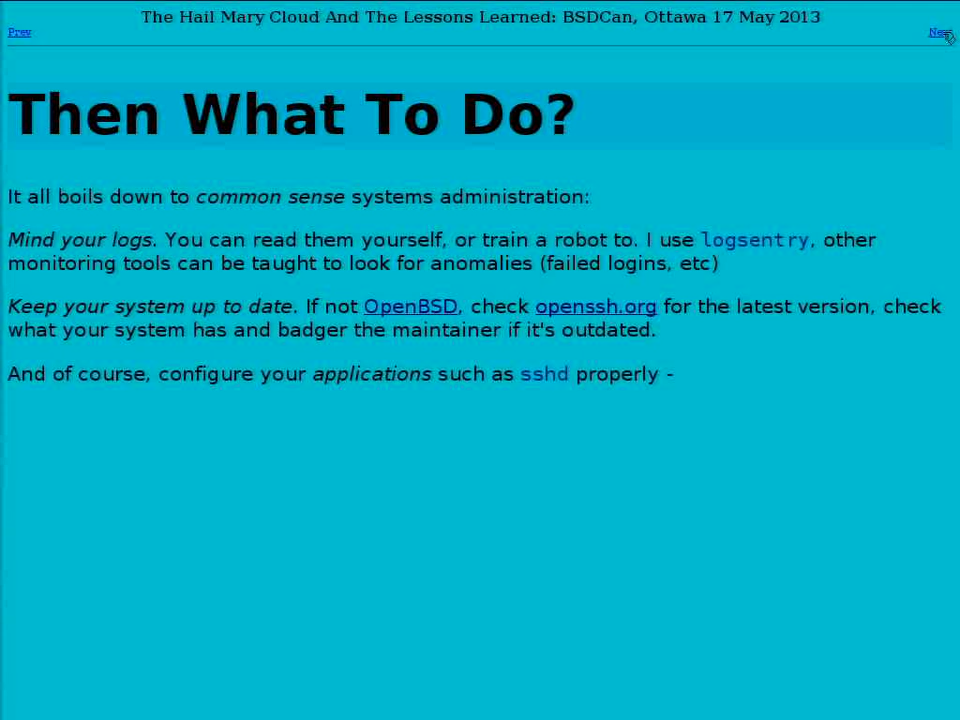 The Hail Mary Cloud And The Lessons Learned: BSDCan, Ottawa 17 May 2013
Prev Next
Then What To Do?
It all boils down to common sense systems administration:
Mind your logs. You can read them yourself, or train a robot to. I use logsentry, other
monitoring tools can be taught to look for anomalies (failed logins, etc)
Keep your system up to date. If not OpenBSD, check openssh.org for the latest version, check
what your system has and badger the maintainer if it's outdated.
And of course, configure your applications such as sshd properly -